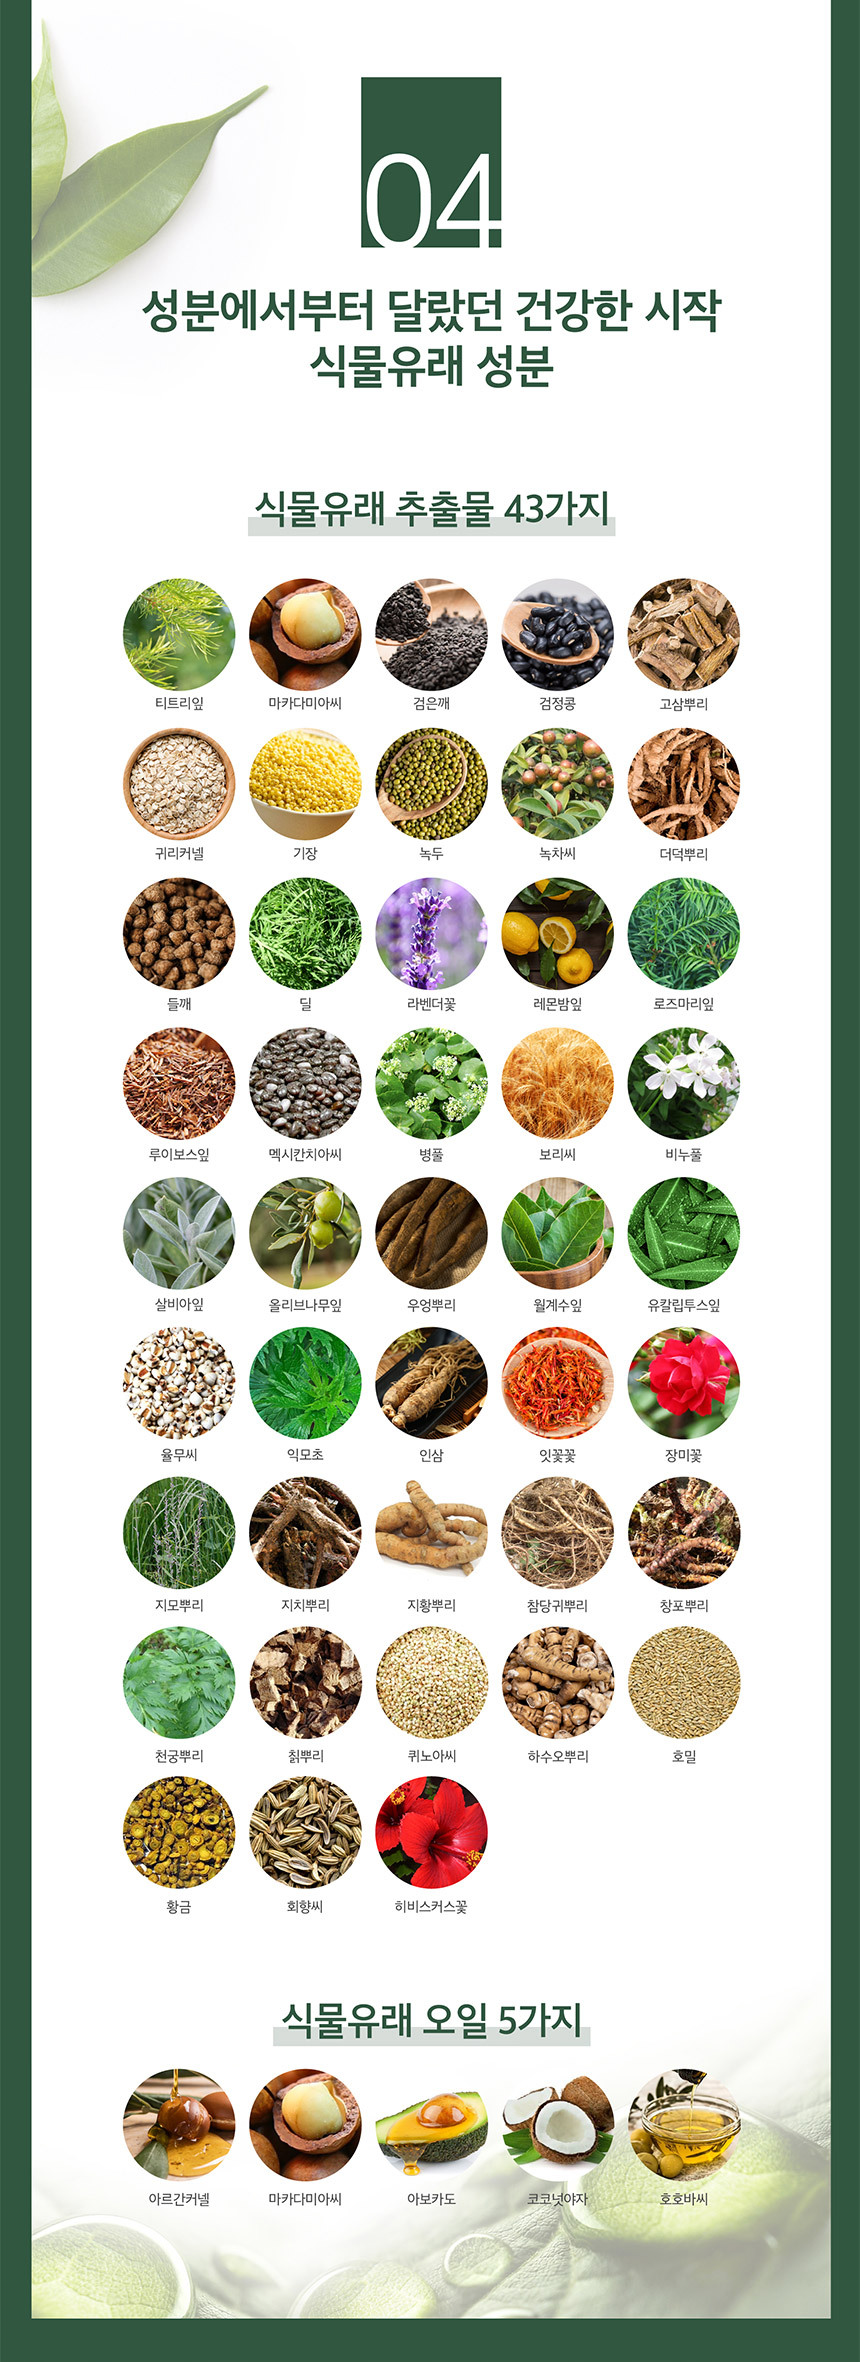 04
성분에서부터 달랐던 건강한 시작
식물유래 성분
식물유래 추출물 43가지
티트리잎 마카다미아씨 검은깨 검정콩 고삼뿌리
귀리커넬 기장 녹두 녹차씨 더덕뿌리
들깨 딜 라벤더꽃 레몬밤잎 로즈마리잎
루이보스잎 멕시칸치아씨 병풀 보리씨 비누풀
살비아잎 올리브나무잎 우엉뿌리 월계수잎 유칼립투스잎
율무씨 익모초 인삼 잇꽃꽃 장미꽃
지모뿌리 지치뿌리 지황뿌리 참당귀뿌리 창포뿌리
천궁뿌리 칡뿌리 퀴노아씨 하수오뿌리 호밀
황금 회향씨 히비스커스꽃
식물유래 오일 5가지
아르간커넬 마카다미아씨 아보카도 코코넛야자 호호바씨